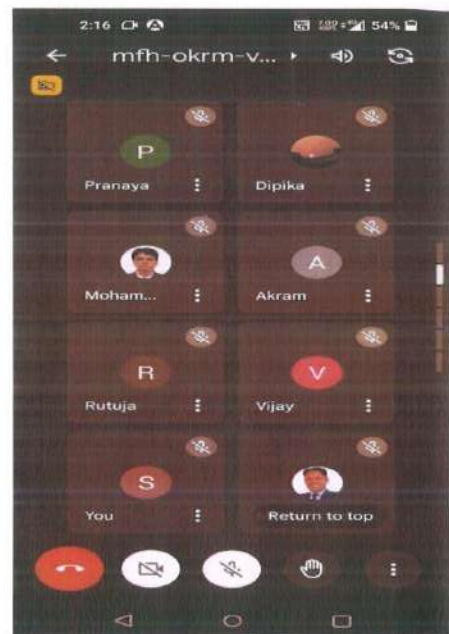 2:16 54%
mfh-okrm-v...
P
Pranaya
Dipika
Moham...
A
Akram
R
Rutuja
V
Vijay
S
You
Return to top